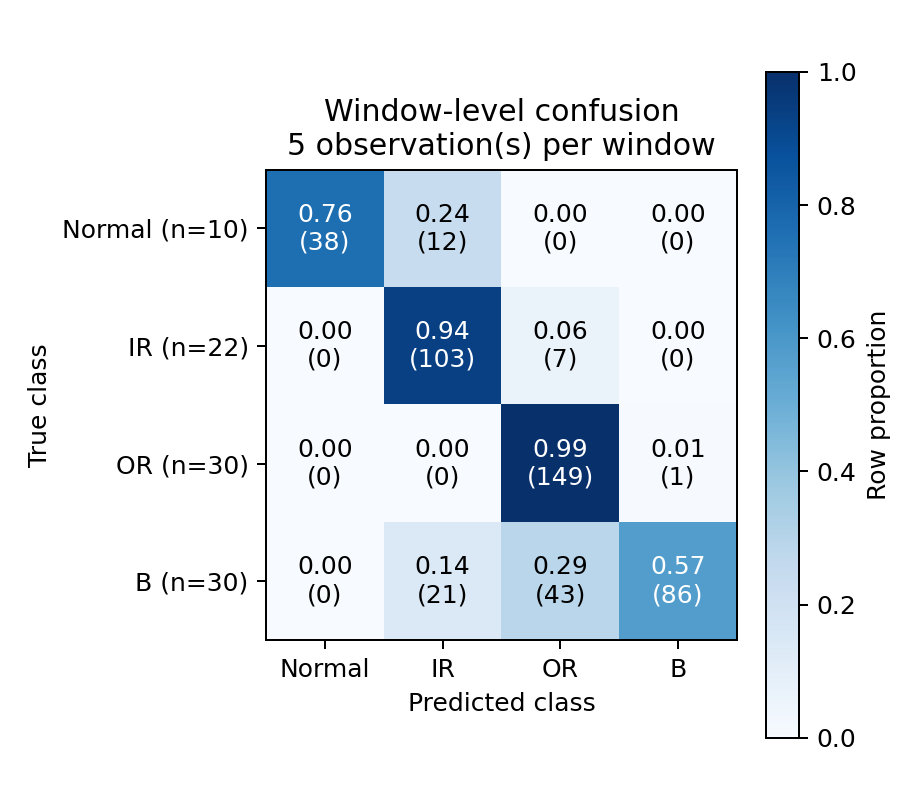 Window-level confusion
5 observation(s) per window
Normal (n=10)
0.76 0.24 0.00 0.00
(38) (12) (0) (0)
IR (n=22)
0.00 0.94 0.06 0.00
(0) (103) (7) (0)
OR (n=30)
0.00 0.00 0.99 0.01
(0) (0) (149) (1)
B (n=30)
0.00 0.14 0.29 0.57
(0) (21) (43) (86)
Normal IR OR B
Predicted class
True class
1.0
0.8
0.6
0.4
0.2
0.0
Row proportion